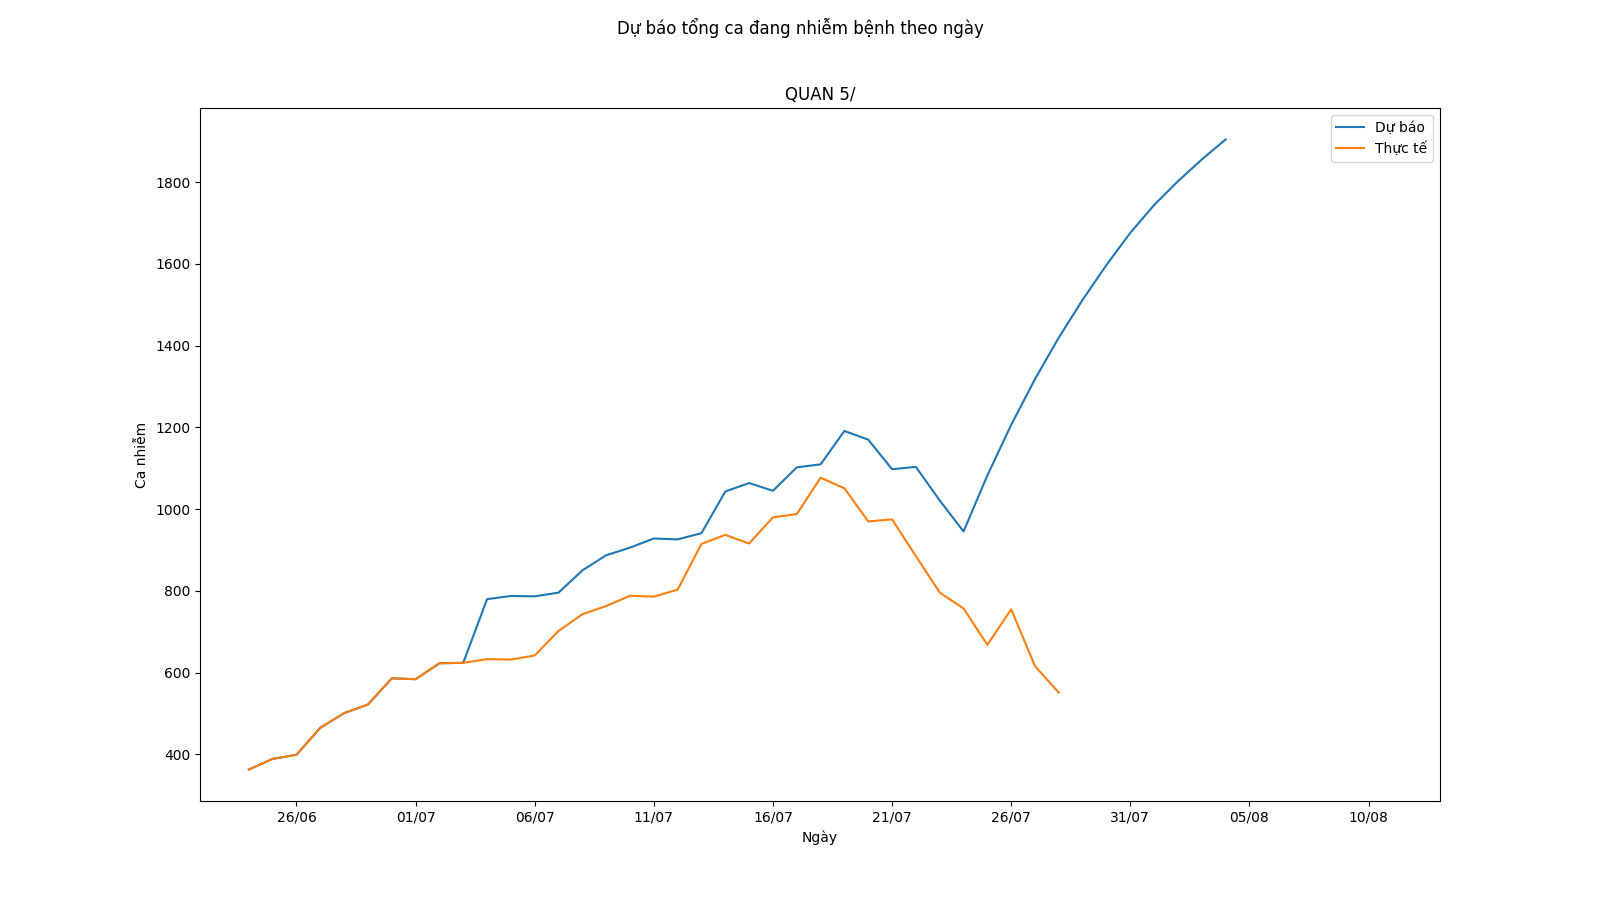 Dự báo tổng ca đang nhiễm bệnh theo ngày
QUAN 5/
Dự báo
Thực tế
1800
1600
1400
1200
1000
800
600
400
Ca nhiễm
26/06 01/07 06/07 11/07 16/07 21/07 26/07 31/07 05/08 10/08
Ngày